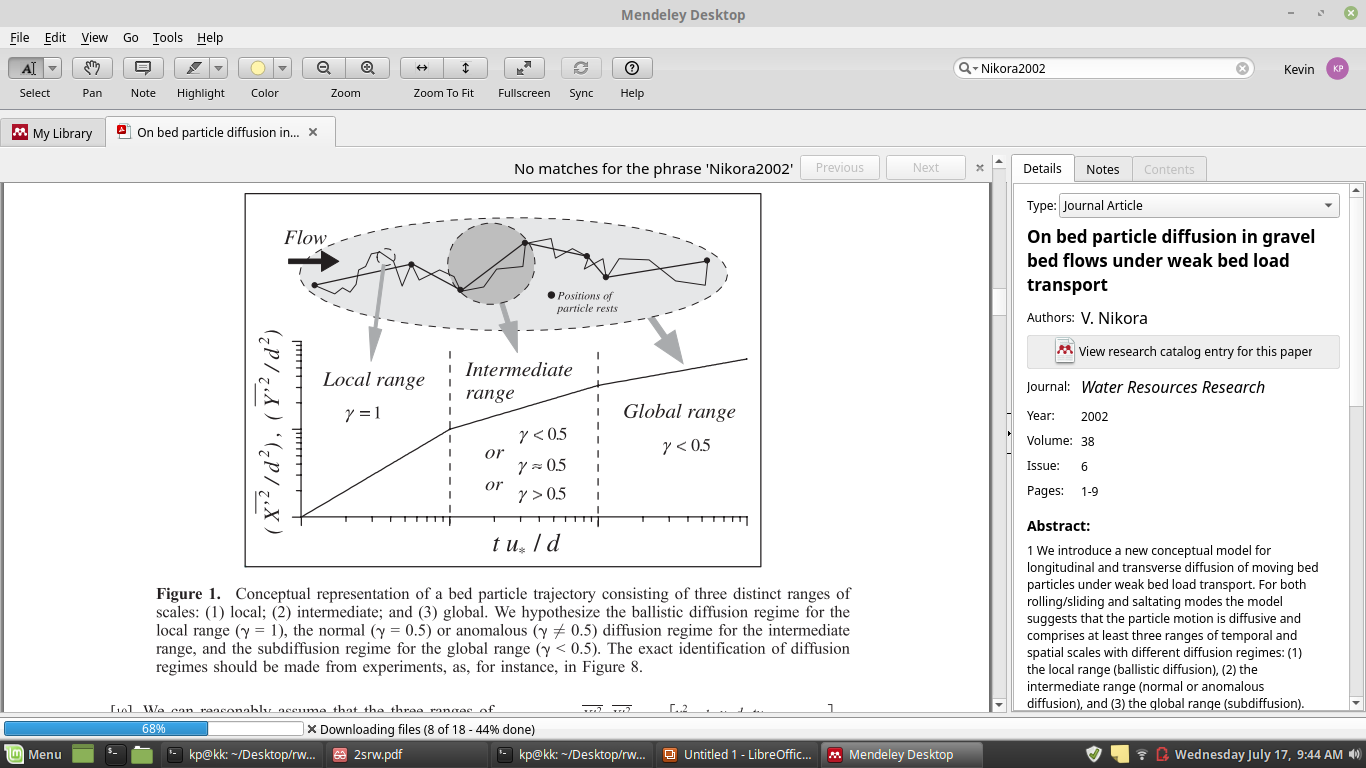 Mendeley Desktop
File Edit View Go Tools Help
Select Pan Note Highlight Color Zoom Zoom To Fit Fullscreen Sync Help
Nikora2002
Kevin KP
My Library On bed particle diffusion in...
No matches for the phrase 'Nikora2002' Previous Next
Flow
Positions of
particle rests
Local range
γ = 1
Intermediate
range
γ < 0.5
or
γ ≈ 0.5
or
γ > 0.5
Global range
γ < 0.5
( X'² / d² ) , ( Y'² / d² )
t u* / d
Figure 1. Conceptual representation of a bed particle trajectory consisting of three distinct ranges of
scales: (1) local; (2) intermediate; and (3) global. We hypothesize the ballistic diffusion regime for the
local range (γ = 1), the normal (γ = 0.5) or anomalous (γ ≠ 0.5) diffusion regime for the intermediate
range, and the subdiffusion regime for the global range (γ < 0.5). The exact identification of diffusion
regimes should be made from experiments, as, for instance, in Figure 8.
[10] We can reasonably assume that the three ranges of
Details Notes Contents
Type: Journal Article
On bed particle diffusion in gravel
bed flows under weak bed load
transport
Authors: V. Nikora
View research catalog entry for this paper
Journal: Water Resources Research
Year: 2002
Volume: 38
Issue: 6
Pages: 1-9
Abstract:
1 We introduce a new conceptual model for
longitudinal and transverse diffusion of moving bed
particles under weak bed load transport. For both
rolling/sliding and saltating modes the model
suggests that the particle motion is diffusive and
comprises at least three ranges of temporal and
spatial scales with different diffusion regimes: (1)
the local range (ballistic diffusion), (2) the
intermediate range (normal or anomalous
diffusion), and (3) the global range (subdiffusion).
68% Downloading files (8 of 18 - 44% done)
Menu kp@kk: ~/Desktop/rw... 2srw.pdf kp@kk: ~/Desktop/rw... Untitled 1 - LibreOffic... Mendeley Desktop Wednesday July 17, 9:44 AM